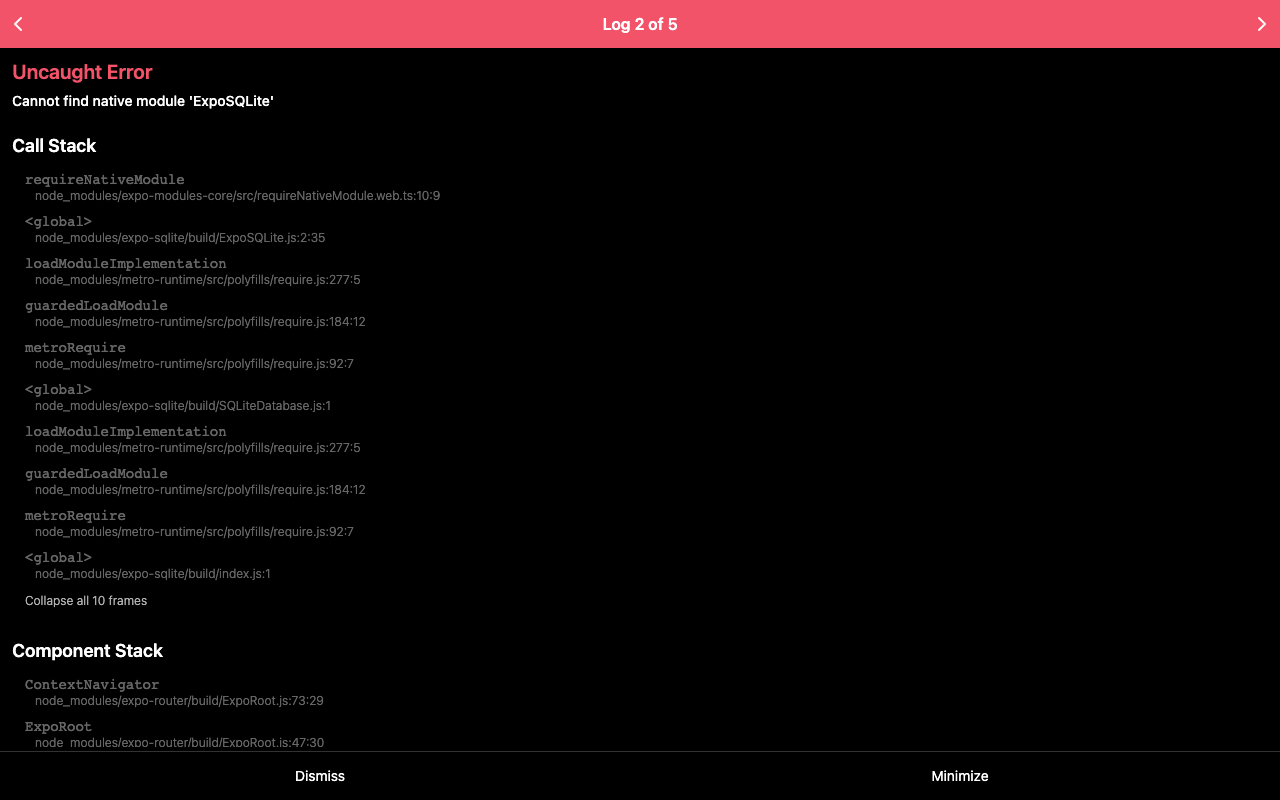 Log 2 of 5
Uncaught Error
Cannot find native module 'ExpoSQLite'
Call Stack
requireNativeModule
node_modules/expo-modules-core/src/requireNativeModule.web.ts:10:9
<global>
node_modules/expo-sqlite/build/ExpoSQLite.js:2:35
loadModuleImplementation
node_modules/metro-runtime/src/polyfills/require.js:277:5
guardedLoadModule
node_modules/metro-runtime/src/polyfills/require.js:184:12
metroRequire
node_modules/metro-runtime/src/polyfills/require.js:92:7
<global>
node_modules/expo-sqlite/build/SQLiteDatabase.js:1
loadModuleImplementation
node_modules/metro-runtime/src/polyfills/require.js:277:5
guardedLoadModule
node_modules/metro-runtime/src/polyfills/require.js:184:12
metroRequire
node_modules/metro-runtime/src/polyfills/require.js:92:7
<global>
node_modules/expo-sqlite/build/index.js:1
Collapse all 10 frames
Component Stack
ContextNavigator
node_modules/expo-router/build/ExpoRoot.js:73:29
ExpoRoot
node_modules/expo-router/build/ExpoRoot.js:47:30
Dismiss
Minimize